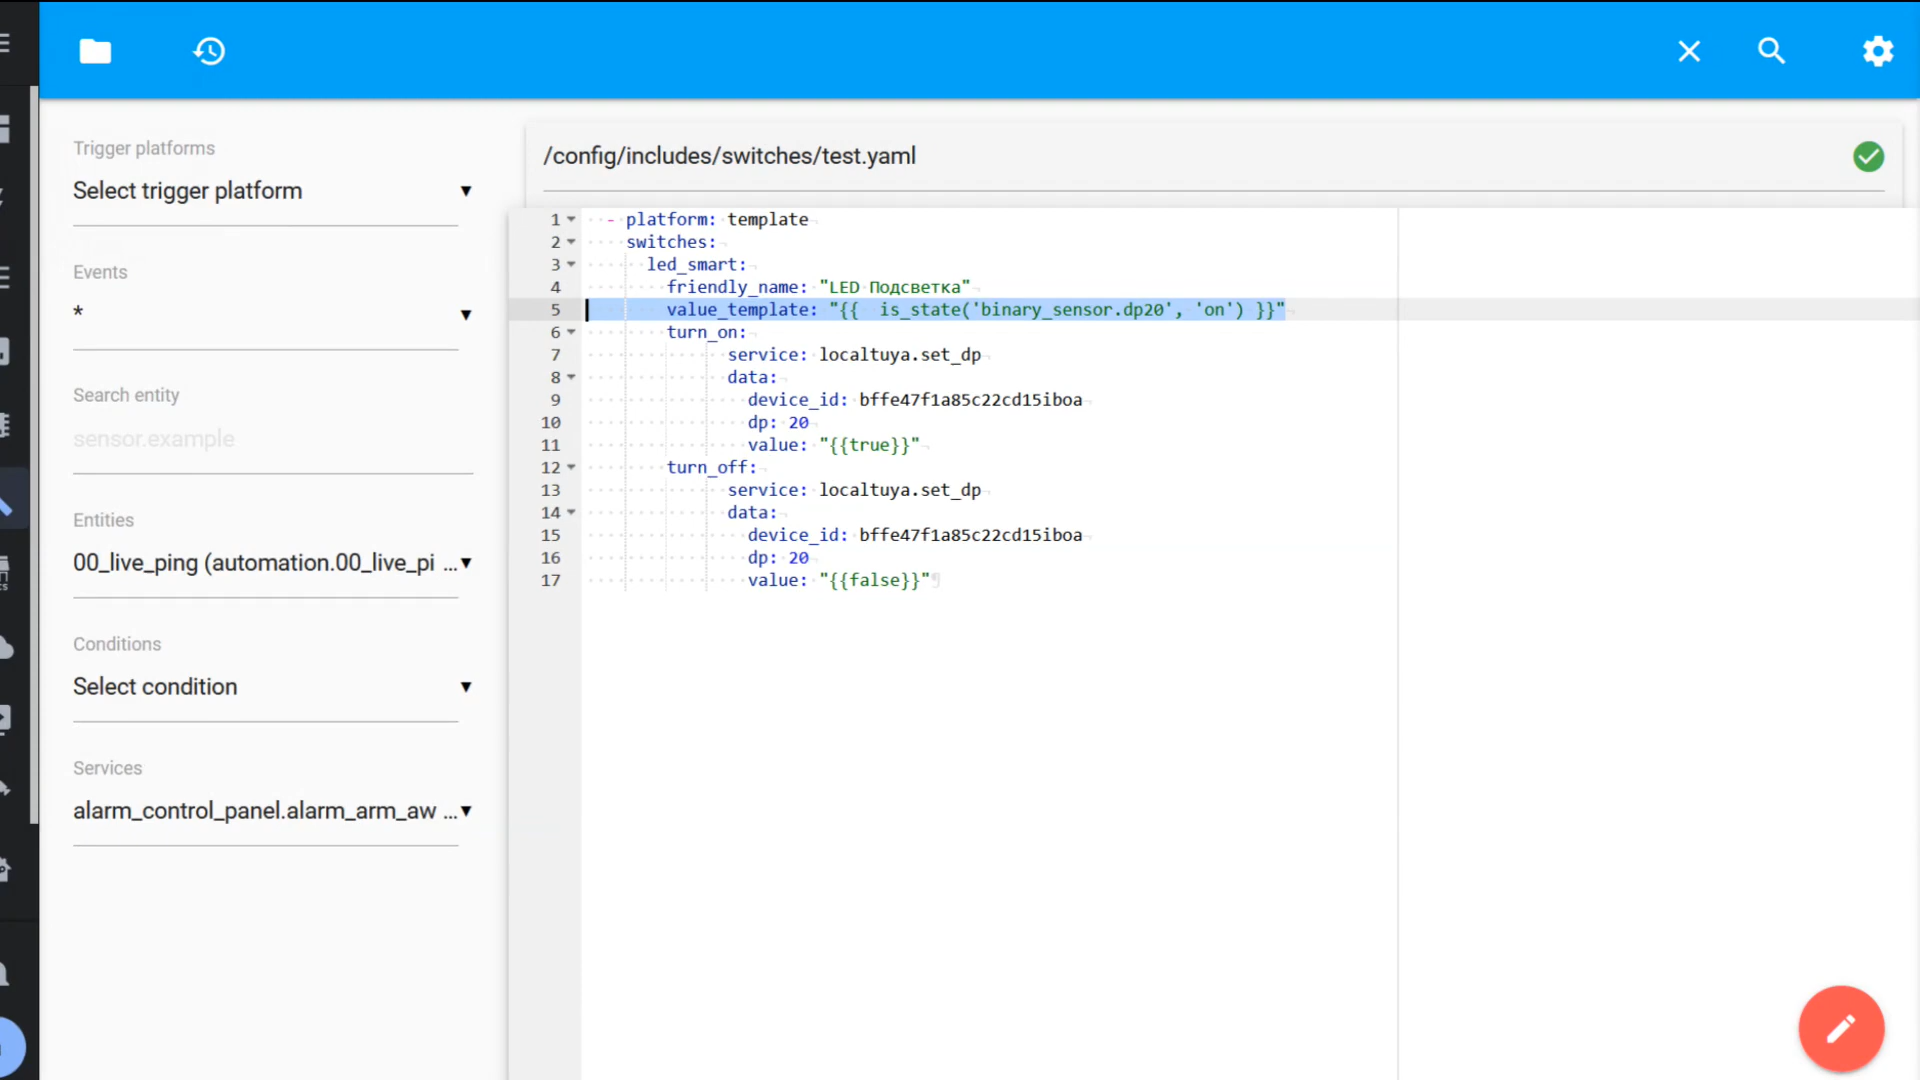 Trigger platforms
Select trigger platform
Events
*
Search entity
sensor.example
Entities
00_live_ping (automation.00_live_pi ...
Conditions
Select condition
Services
alarm_control_panel.alarm_arm_aw ...
/config/includes/switches/test.yaml
1 - platform: template
2 switches:
3 led_smart:
4 friendly_name: "LED Подсветка"
5 value_template: "{{  is_state('binary_sensor.dp20', 'on') }}"
6 turn_on:
7 service: localtuya.set_dp
8 data:
9 device_id: bffe47f1a85c22cd15iboa
10 dp: 20
11 value: "{{true}}"
12 turn_off:
13 service: localtuya.set_dp
14 data:
15 device_id: bffe47f1a85c22cd15iboa
16 dp: 20
17 value: "{{false}}"